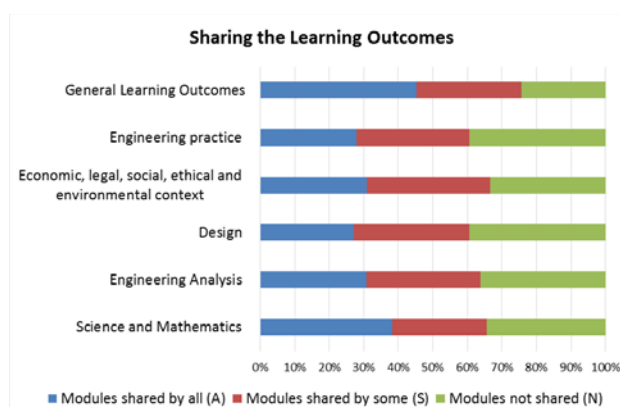 Sharing the Learning Outcomes
General Learning Outcomes
Engineering practice
Economic, legal, social, ethical and
environmental context
Design
Engineering Analysis
Science and Mathematics
0% 10% 20% 30% 40% 50% 60% 70% 80% 90% 100%
Modules shared by all (A) Modules shared by some (S) Modules not shared (N)